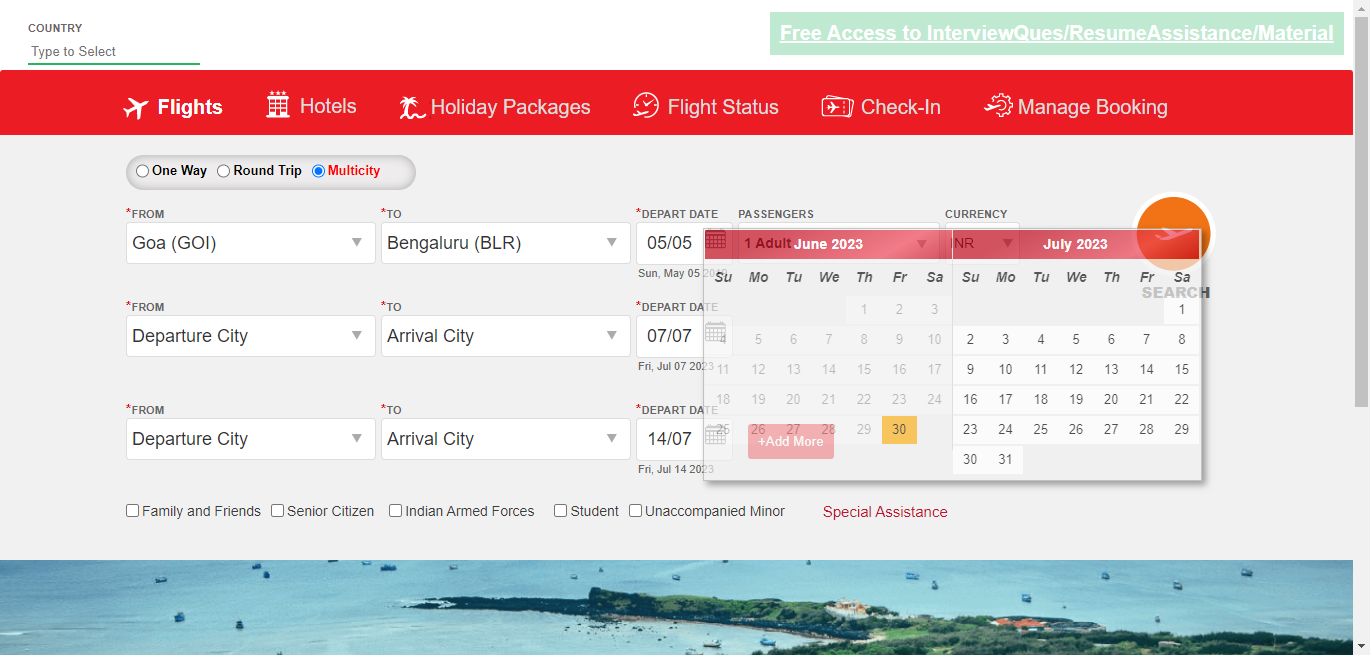 COUNTRY
Type to Select
Free Access to InterviewQues/ResumeAssistance/Material
Flights Hotels Holiday Packages Flight Status Check-In Manage Booking
One Way Round Trip Multicity
*FROM *TO *DEPART DATE PASSENGERS CURRENCY
Goa (GOI) Bengaluru (BLR) 05/05 1 Adult INR
June 2023 July 2023
Sun, May 05 2019
Su Mo Tu We Th Fr Sa Su Mo Tu We Th Fr Sa
SEARCH
*FROM *TO *DEPART DATE
1 2 3 1
Departure City Arrival City 07/07
4 5 6 7 8 9 10 2 3 4 5 6 7 8
Fri, Jul 07 2023
11 12 13 14 15 16 17 9 10 11 12 13 14 15
18 19 20 21 22 23 24 16 17 18 19 20 21 22
*FROM *TO *DEPART DATE
25 26 27 28 29 30 23 24 25 26 27 28 29
Departure City Arrival City 14/07 +Add More
30 31
Fri, Jul 14 2023
Family and Friends Senior Citizen Indian Armed Forces Student Unaccompanied Minor Special Assistance